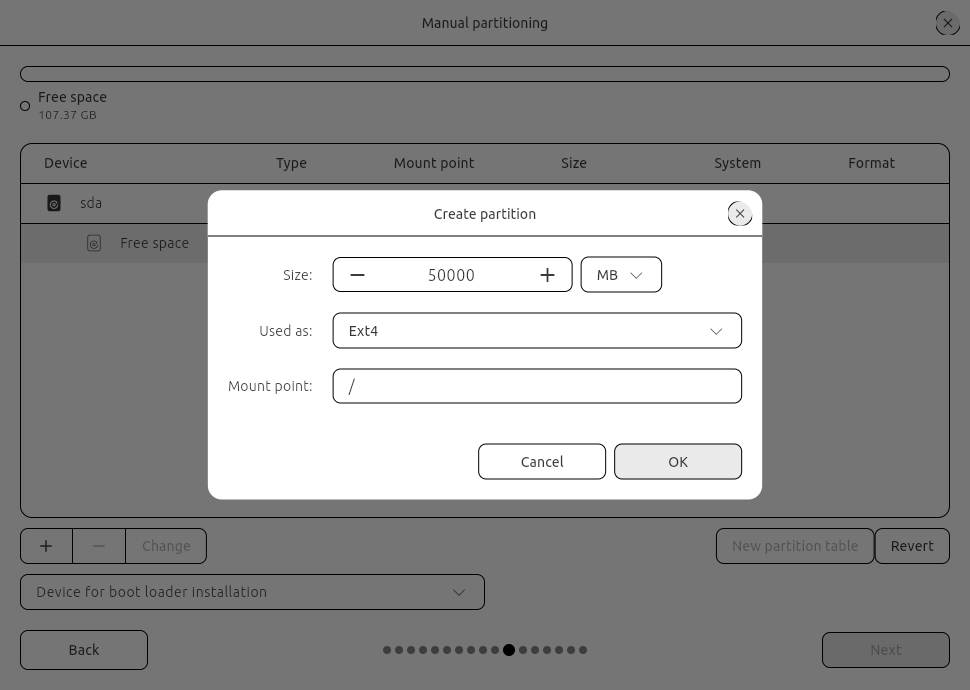 Manual partitioning
Free space
107.37 GB
Device Type Mount point Size System Format
sda
Free space
Create partition
Size: 50000 MB
Used as: Ext4
Mount point: /
Cancel OK
+ − Change New partition table Revert
Device for boot loader installation
Back Next